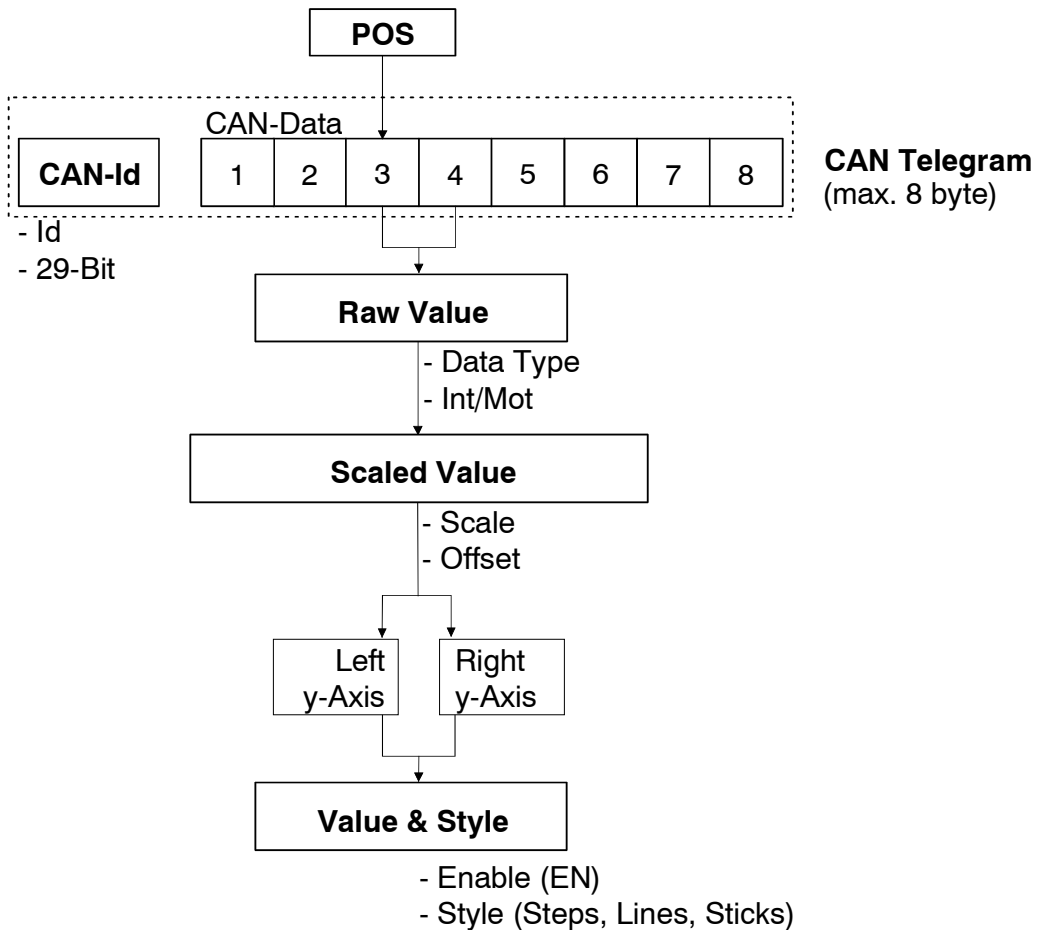 POS
CAN-Data
CAN-Id
1 2 3 4 5 6 7 8
CAN Telegram
(max. 8 byte)
- Id
- 29-Bit
Raw Value
- Data Type
- Int/Mot
Scaled Value
- Scale
- Offset
Left
y-Axis
Right
y-Axis
Value & Style
- Enable (EN)
- Style (Steps, Lines, Sticks)